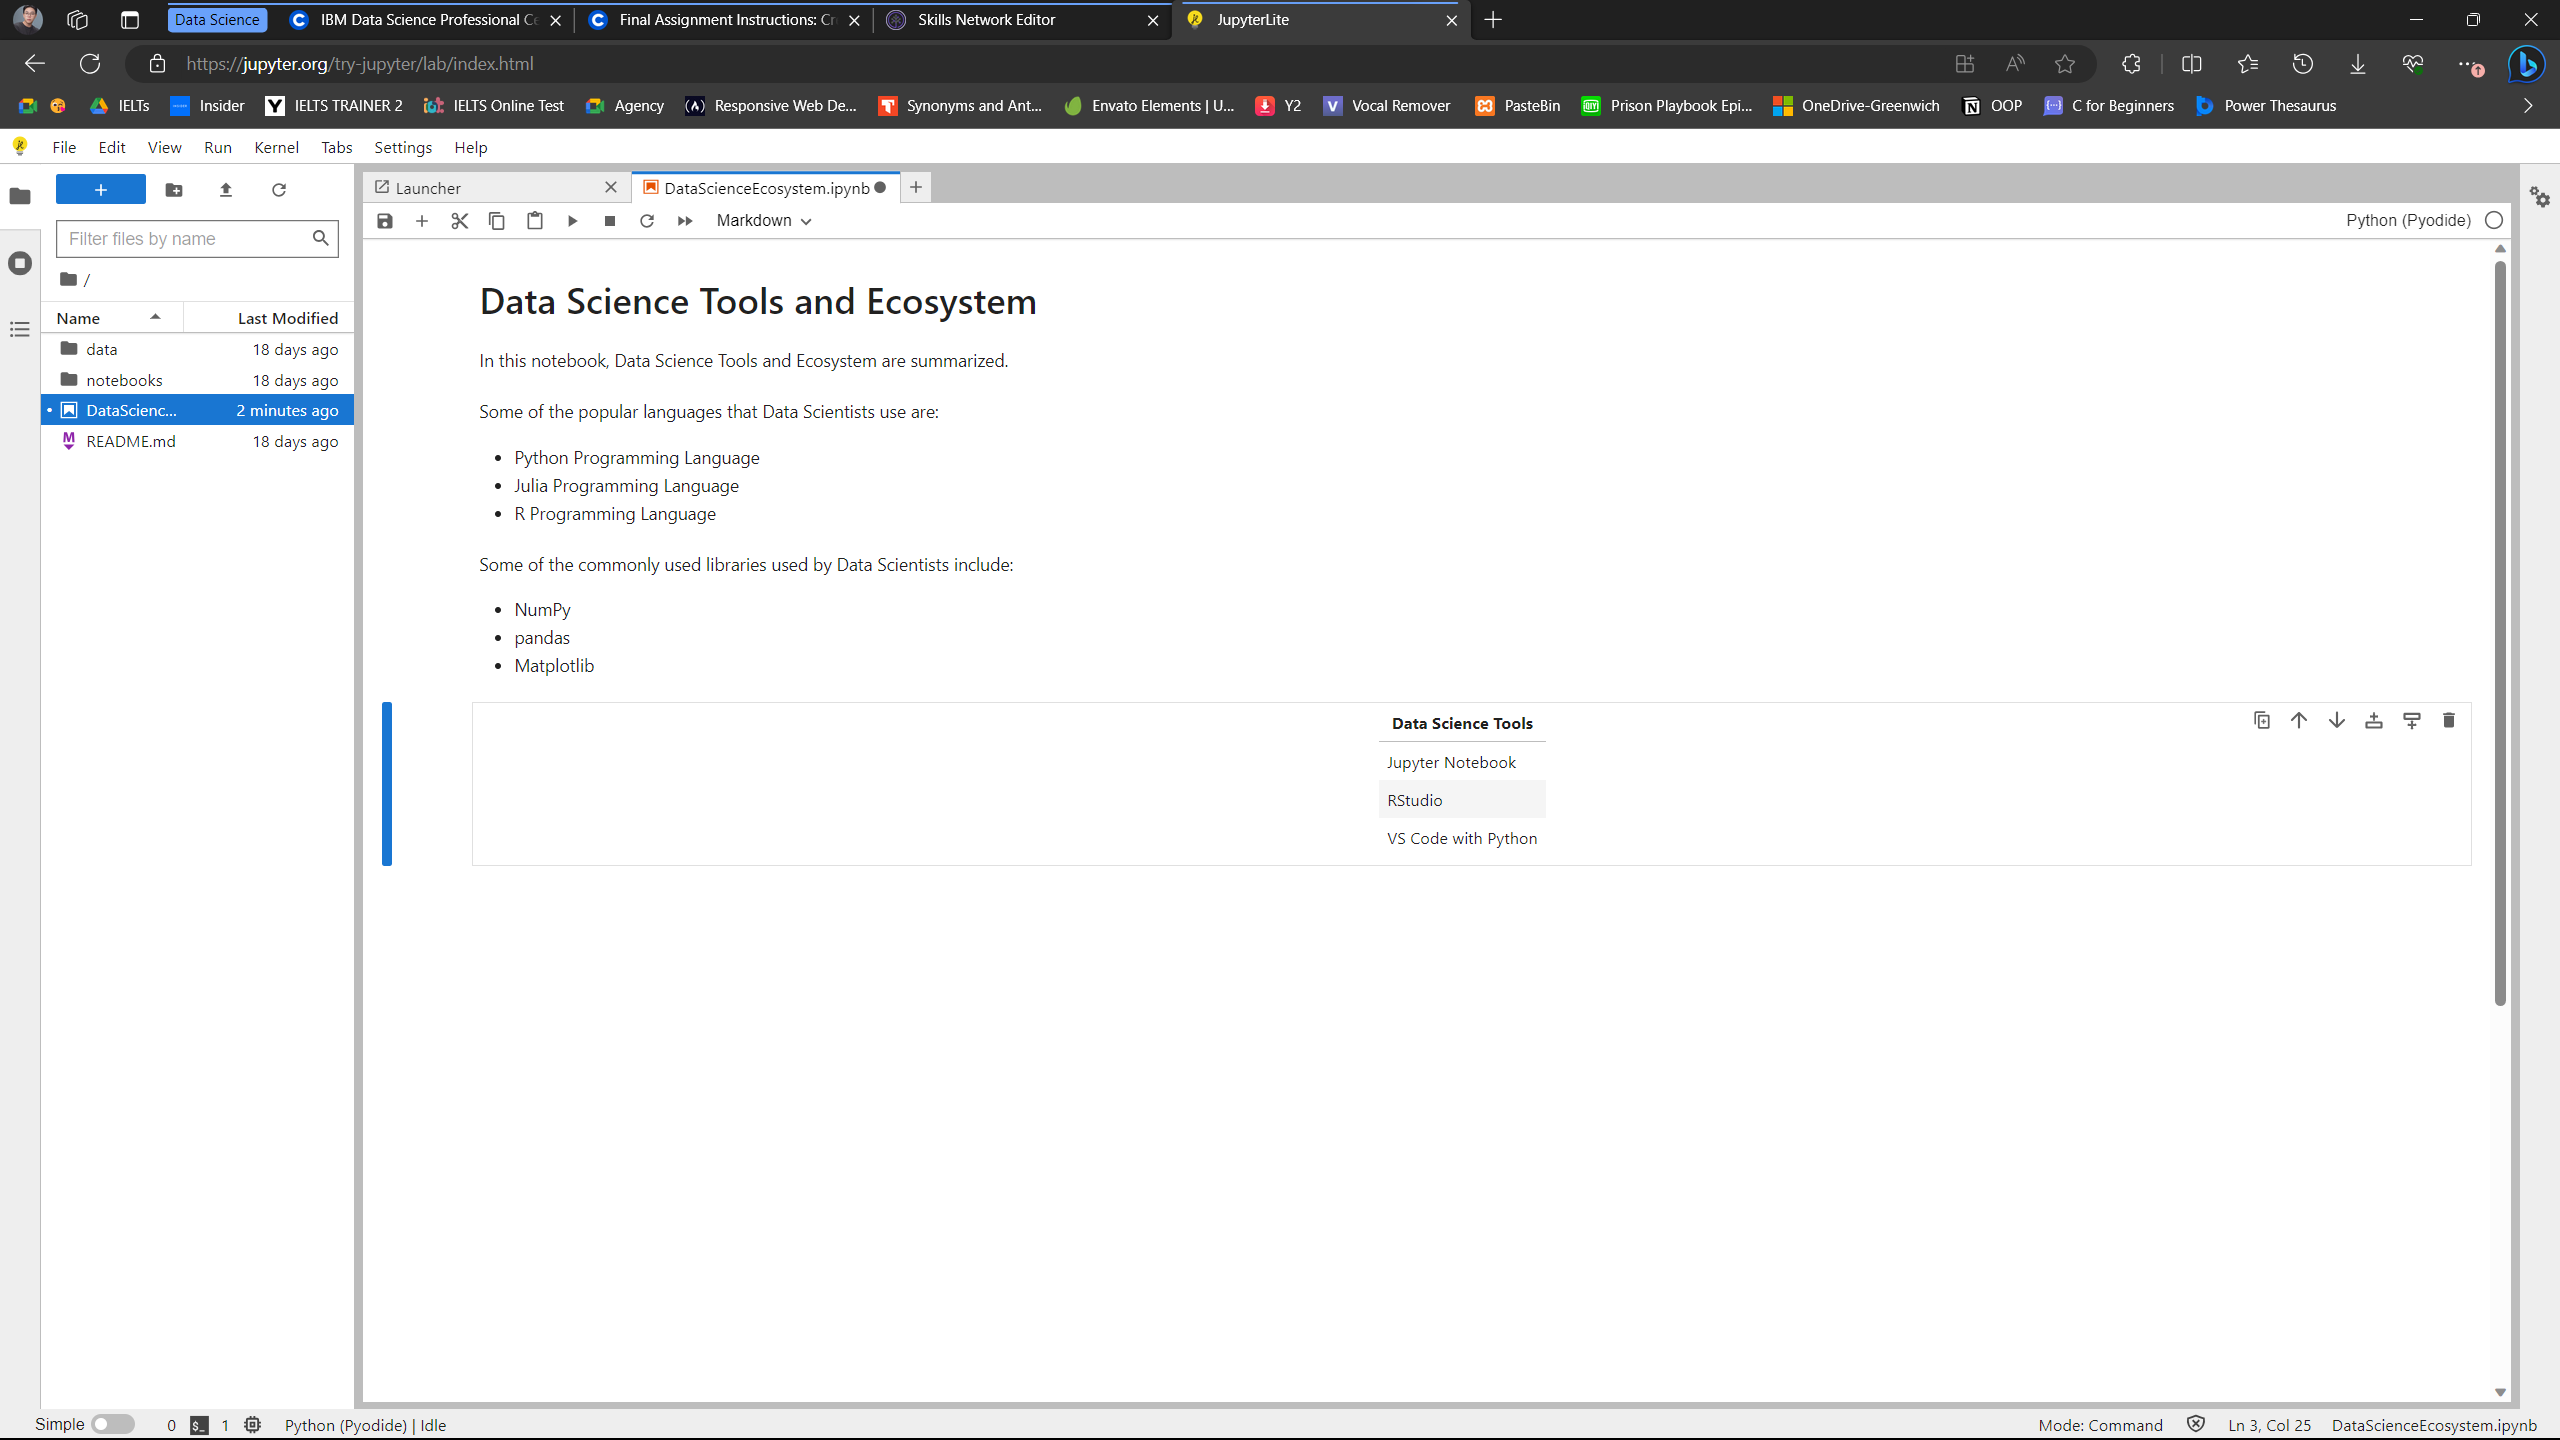 Data Science
IBM Data Science Professional Ce
Final Assignment Instructions: Cr
Skills Network Editor
JupyterLite
https://jupyter.org/try-jupyter/lab/index.html
IELTs
Insider
IELTS TRAINER 2
IELTS Online Test
Agency
Responsive Web De...
Synonyms and Ant...
Envato Elements | U...
Y2
Vocal Remover
PasteBin
Prison Playbook Epi...
OneDrive-Greenwich
OOP
C for Beginners
Power Thesaurus
File Edit View Run Kernel Tabs Settings Help
Filter files by name
/
Name Last Modified
data 18 days ago
notebooks 18 days ago
DataScienc... 2 minutes ago
README.md 18 days ago
Launcher
DataScienceEcosystem.ipynb
Markdown
Python (Pyodide)
Data Science Tools and Ecosystem
In this notebook, Data Science Tools and Ecosystem are summarized.
Some of the popular languages that Data Scientists use are:
• Python Programming Language
• Julia Programming Language
• R Programming Language
Some of the commonly used libraries used by Data Scientists include:
• NumPy
• pandas
• Matplotlib
Data Science Tools
Jupyter Notebook
RStudio
VS Code with Python
Simple 0 1 Python (Pyodide) | Idle
Mode: Command Ln 3, Col 25 DataScienceEcosystem.ipynb